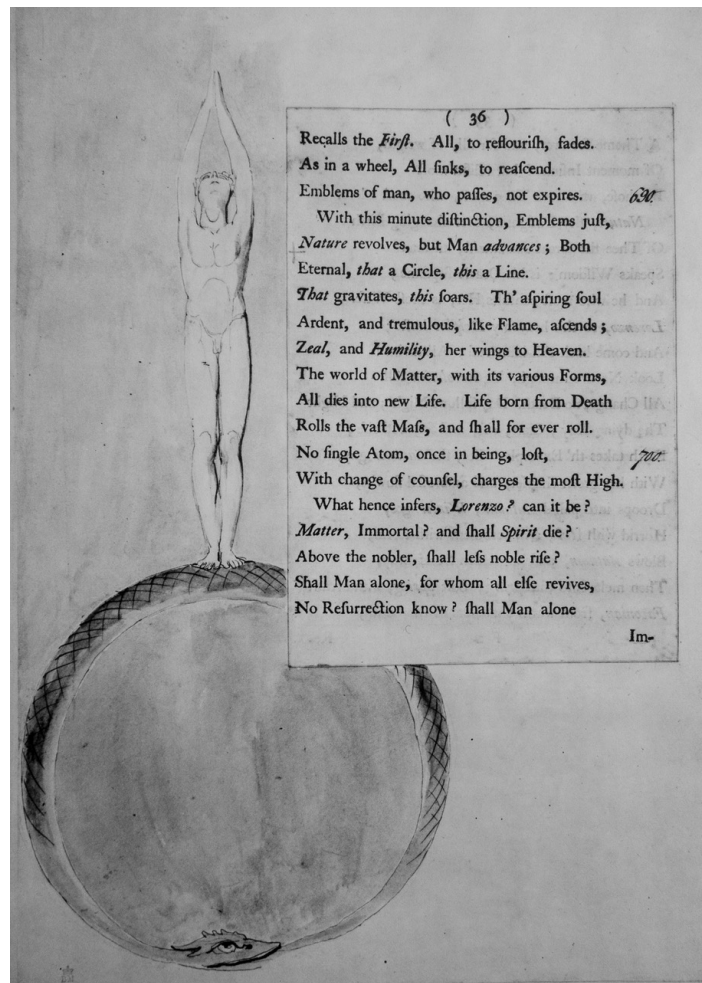 ( 36 )
Recalls the Firſt. All, to reflouriſh, fades.
As in a wheel, All ſinks, to reaſcend.
Emblems of man, who paſſes, not expires. 690.
With this minute diſtinction, Emblems juſt,
Nature revolves, but Man advances; Both
Eternal, that a Circle, this a Line.
That gravitates, this ſoars. Th' aſpiring ſoul
Ardent, and tremulous, like Flame, aſcends;
Zeal, and Humility, her wings to Heaven.
The world of Matter, with its various Forms,
All dies into new Life. Life born from Death
Rolls the vaſt Maſs, and ſhall for ever roll.
No ſingle Atom, once in being, loſt, 700.
With change of counſel, charges the moſt High.
What hence infers, Lorenzo? can it be?
Matter, Immortal? and ſhall Spirit die?
Above the nobler, ſhall leſs noble riſe?
Shall Man alone, for whom all elſe revives,
No Reſurrection know? ſhall Man alone
Im-